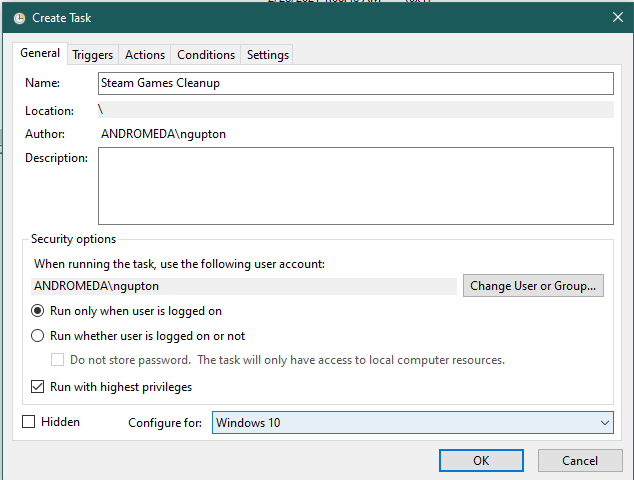 Create Task
General Triggers Actions Conditions Settings
Name: Steam Games Cleanup
Location: \
Author: ANDROMEDA\ngupton
Description:
Security options
When running the task, use the following user account:
ANDROMEDA\ngupton Change User or Group...
Run only when user is logged on
Run whether user is logged on or not
Do not store password. The task will only have access to local computer resources.
Run with highest privileges
Hidden Configure for: Windows 10
OK Cancel